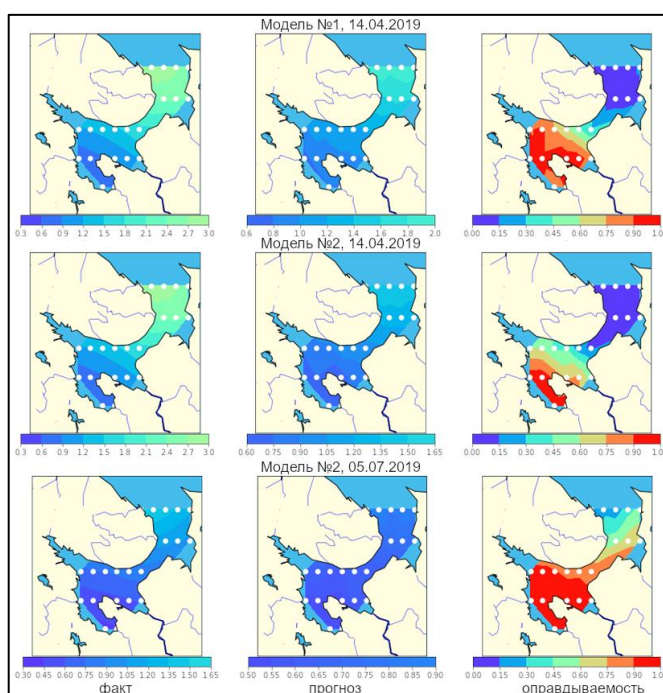 Модель №1, 14.04.2019
0.3 0.6 0.9 1.2 1.5 1.8 2.1 2.4 2.7 3.0
0.6 0.8 1.0 1.2 1.4 1.6 1.8 2.0
0.00 0.15 0.30 0.45 0.60 0.75 0.90 1.0
Модель №2, 14.04.2019
0.3 0.6 0.9 1.2 1.5 1.8 2.1 2.4 2.7 3.0
0.60 0.75 0.90 1.05 1.20 1.35 1.50 1.65
0.00 0.15 0.30 0.45 0.60 0.75 0.90 1.0
Модель №2, 05.07.2019
0.30 0.45 0.60 0.75 0.90 1.05 1.20 1.35 1.50 1.65
0.50 0.55 0.60 0.65 0.70 0.75 0.80 0.85 0.90
0.00 0.15 0.30 0.45 0.60 0.75 0.90 1.0
факт прогноз оправдываемость